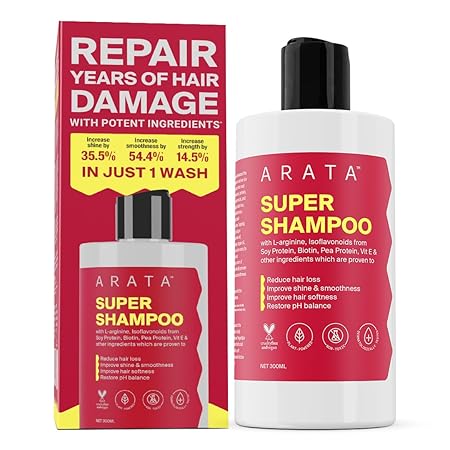 REPAIR
YEARS OF HAIR
DAMAGE
WITH POTENT INGREDIENTS*
Increase shine by
35.5%
Increase smoothness by
54.4%
Increase strength by
14.5%
IN JUST 1 WASH
ARATA™
SUPER
SHAMPOO
with L-arginine, Isoflavonoids from
Soy Protein, Biotin, Pea Protein, Vit E &
other ingredients which are proven to
Reduce hair loss
Improve shine & smoothness
Improve hair softness
Restore pH balance
NET 300ML
ARATA™
SUPER
SHAMPOO
with L-arginine, Isoflavonoids from
Soy Protein, Biotin, Pea Protein, Vit E &
other ingredients which are proven to
Reduce hair loss
Improve shine & smoothness
Improve hair softness
Restore pH balance
NET 300ML